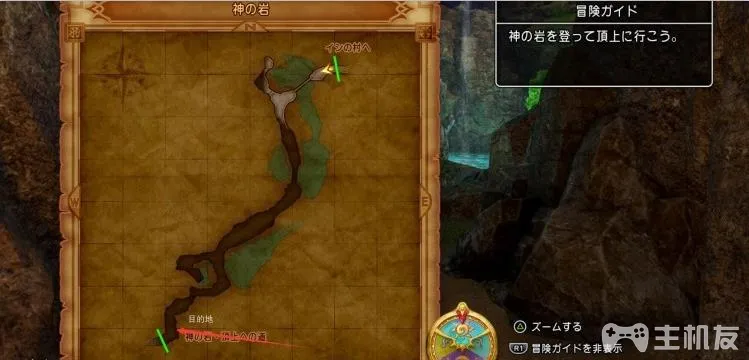 神の岩
冒険ガイド
神の岩を登って頂上に行こう。
N
イシの村へ
W
E
目的地
神の岩・頂上への道
ズームする
R1 冒険ガイドを非表示
主机友